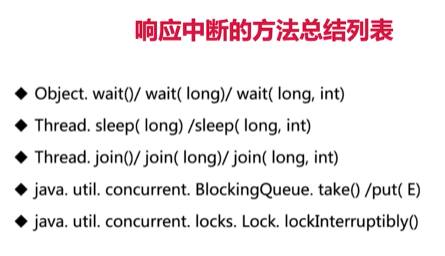 响应中断的方法总结列表
◆ Object. wait()/ wait( long)/ wait( long, int)
◆ Thread. sleep( long) /sleep( long, int)
◆ Thread. join()/ join( long)/ join( long, int)
◆ java. util. concurrent. BlockingQueue. take() /put( E)
◆ java. util. concurrent. locks. Lock. lockInterruptibly()